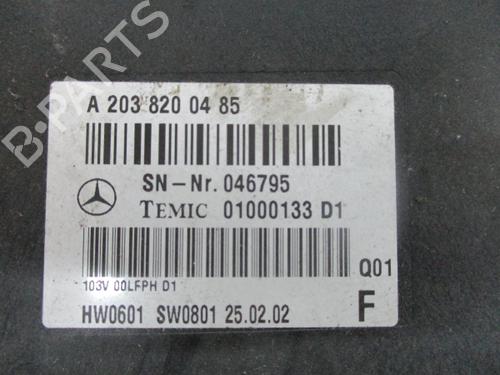 B-PARTS
A 203 820 04 85
SN-Nr. 046795
TEMIC 01000133 D1
103V 00LFPH D1
Q01
HW0601 SW0801 25.02.02
F